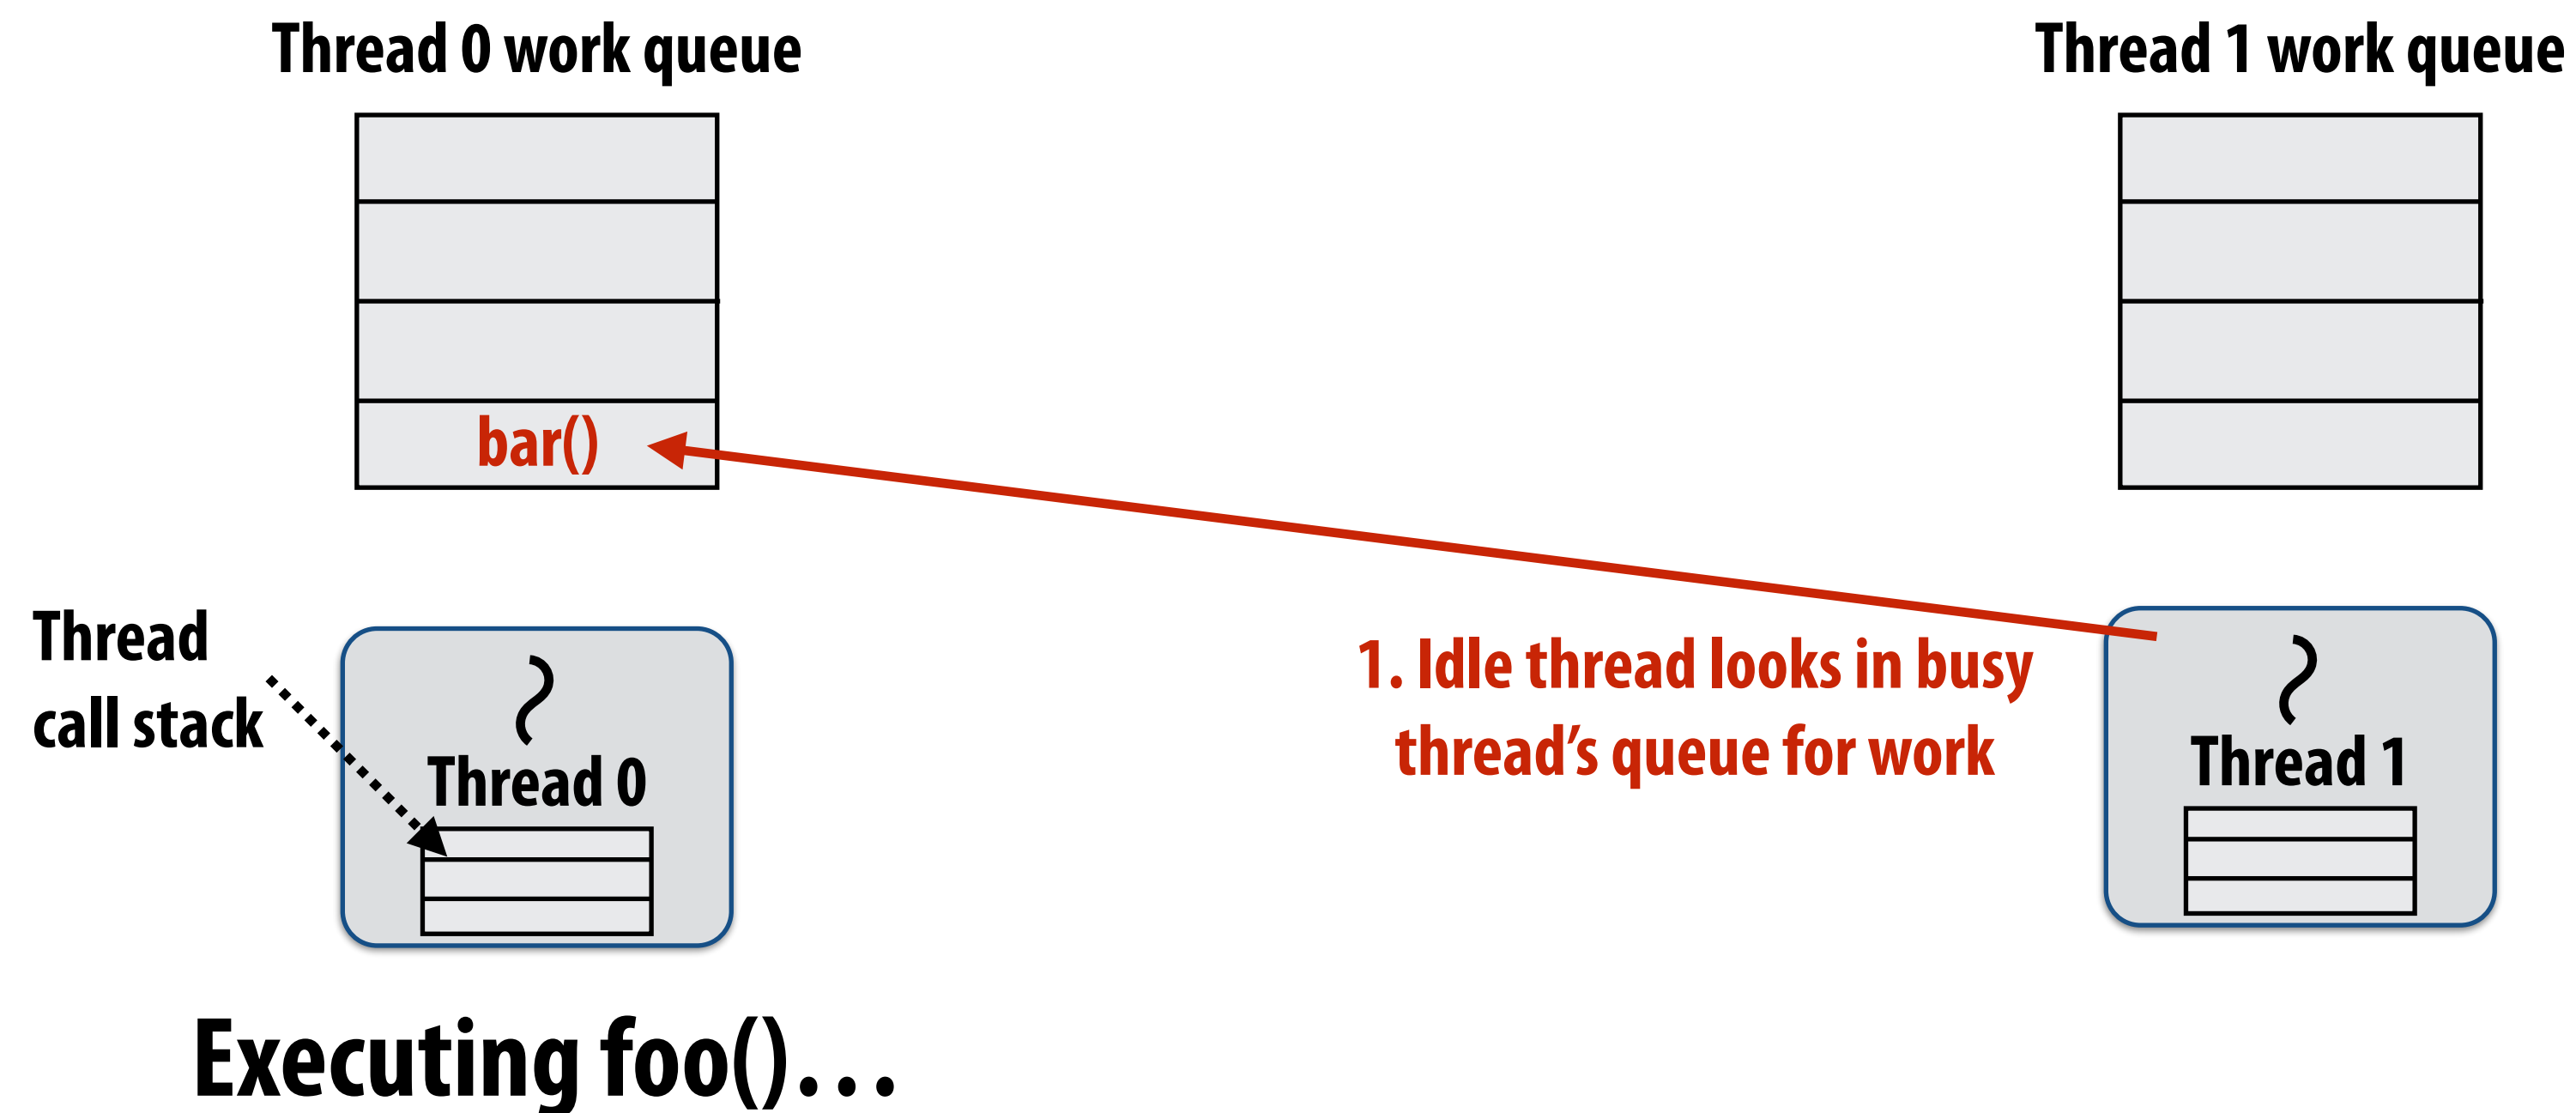 Thread 0 work queue
Thread 1 work queue
bar()
Thread
call stack
Thread 0
1. Idle thread looks in busy
thread’s queue for work
Thread 1
Executing foo()…